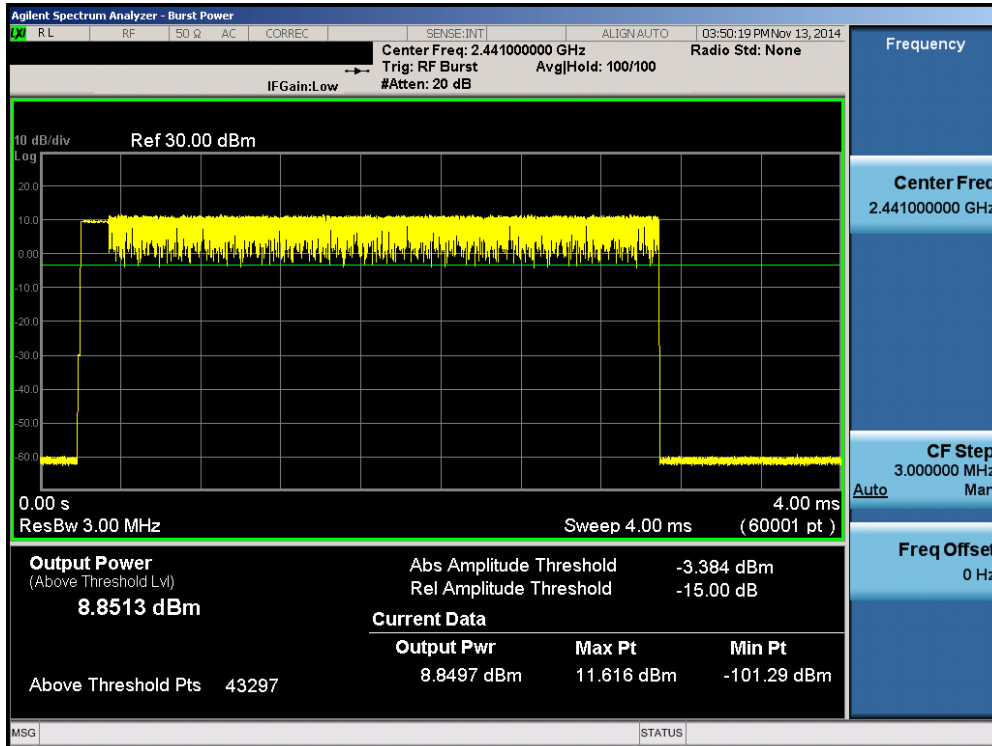 Agilent Spectrum Analyzer - Burst Power
LXI RL RF 50 Ω AC CORREC SENSE:INT ALIGN AUTO 03:50:19 PM Nov 13, 2014
Center Freq: 2.441000000 GHz Radio Std: None
Trig: RF Burst Avg|Hold: 100/100
IFGain:Low #Atten: 20 dB
10 dB/div Ref 30.00 dBm
Log
20.0
10.0
0.00
-10.0
-20.0
-30.0
-40.0
-50.0
-60.0
0.00 s 4.00 ms
ResBw 3.00 MHz Sweep 4.00 ms (60001 pt)
Output Power
(Above Threshold Lvl)
8.8513 dBm
Above Threshold Pts 43297
Abs Amplitude Threshold -3.384 dBm
Rel Amplitude Threshold -15.00 dB
Current Data
Output Pwr Max Pt Min Pt
8.8497 dBm 11.616 dBm -101.29 dBm
MSG STATUS
Frequency
Center Freq
2.441000000 GHz
CF Step
3.000000 MHz
Auto Man
Freq Offset
0 Hz